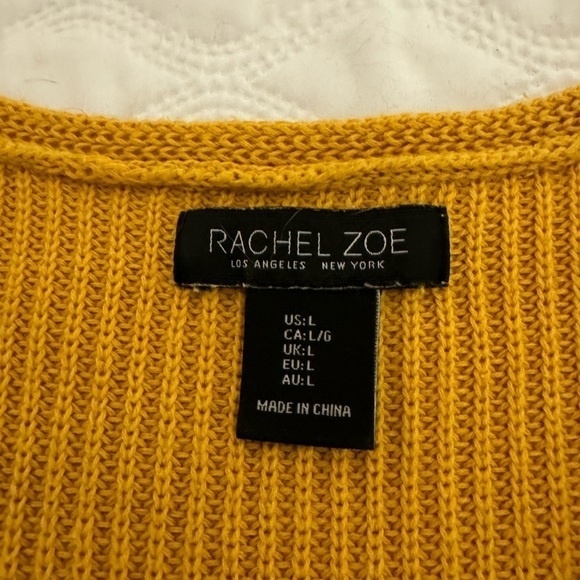 RACHEL ZOE
LOS ANGELES NEW YORK
US: L
CA: L/G
UK: L
EU: L
AU: L
MADE IN CHINA